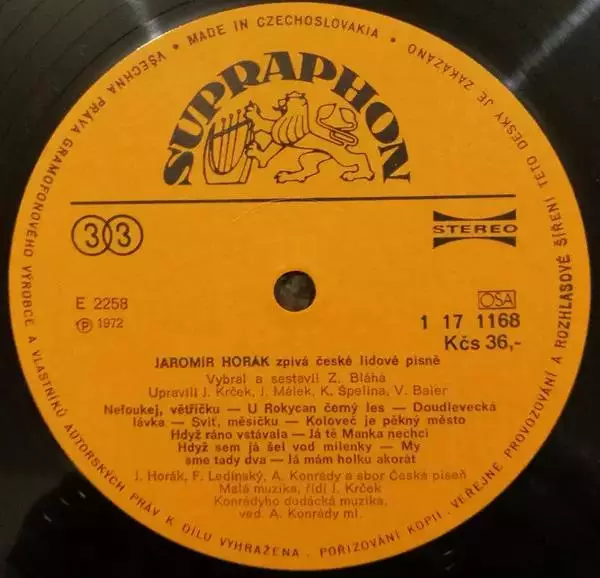 VŠECHNA PRÁVA GRAMOFONOVÉHO VÝROBCE A VLASTNÍKŮ AUTORSKÝCH PRÁV K DÍLU VYHRAŽENA. POŘIZOVÁNÍ KOPIÍ. VEŘEJNÉ PROVOZOVÁNÍ A ROZHLASOVÉ ŠÍŘENÍ TÉTO DESKY JE ZAKÁZÁNO • MADE IN CZECHOSLOVAKIA •
SUPRAPHON
33
STEREO
E 2258
Ⓟ 1972
OSA
1 17 1168
Kčs 36,-
JAROMÍR HORÁK zpívá české lidové písně
Vybral a sestavil Z. Bláha
Upravili J. Krček, J. Málek, K. Špelina, V. Baier
Nefoukej, větříčku — U Rokycan černý les — Doudlevecká
lávka — Sviť, měsíčku — Koloveč je pěkný město
Když ráno vstávala — Já tě Manka nechci
Když sem já šel vod milenky — My
sme tady dva — Já mám holku akorát
J. Horák, F. Ledinský, A. Konrády a sbor Česká píseň
Malá muzika, řídí J. Krček
Konrádyho dudácká muzika,
ved. A. Konrády ml.